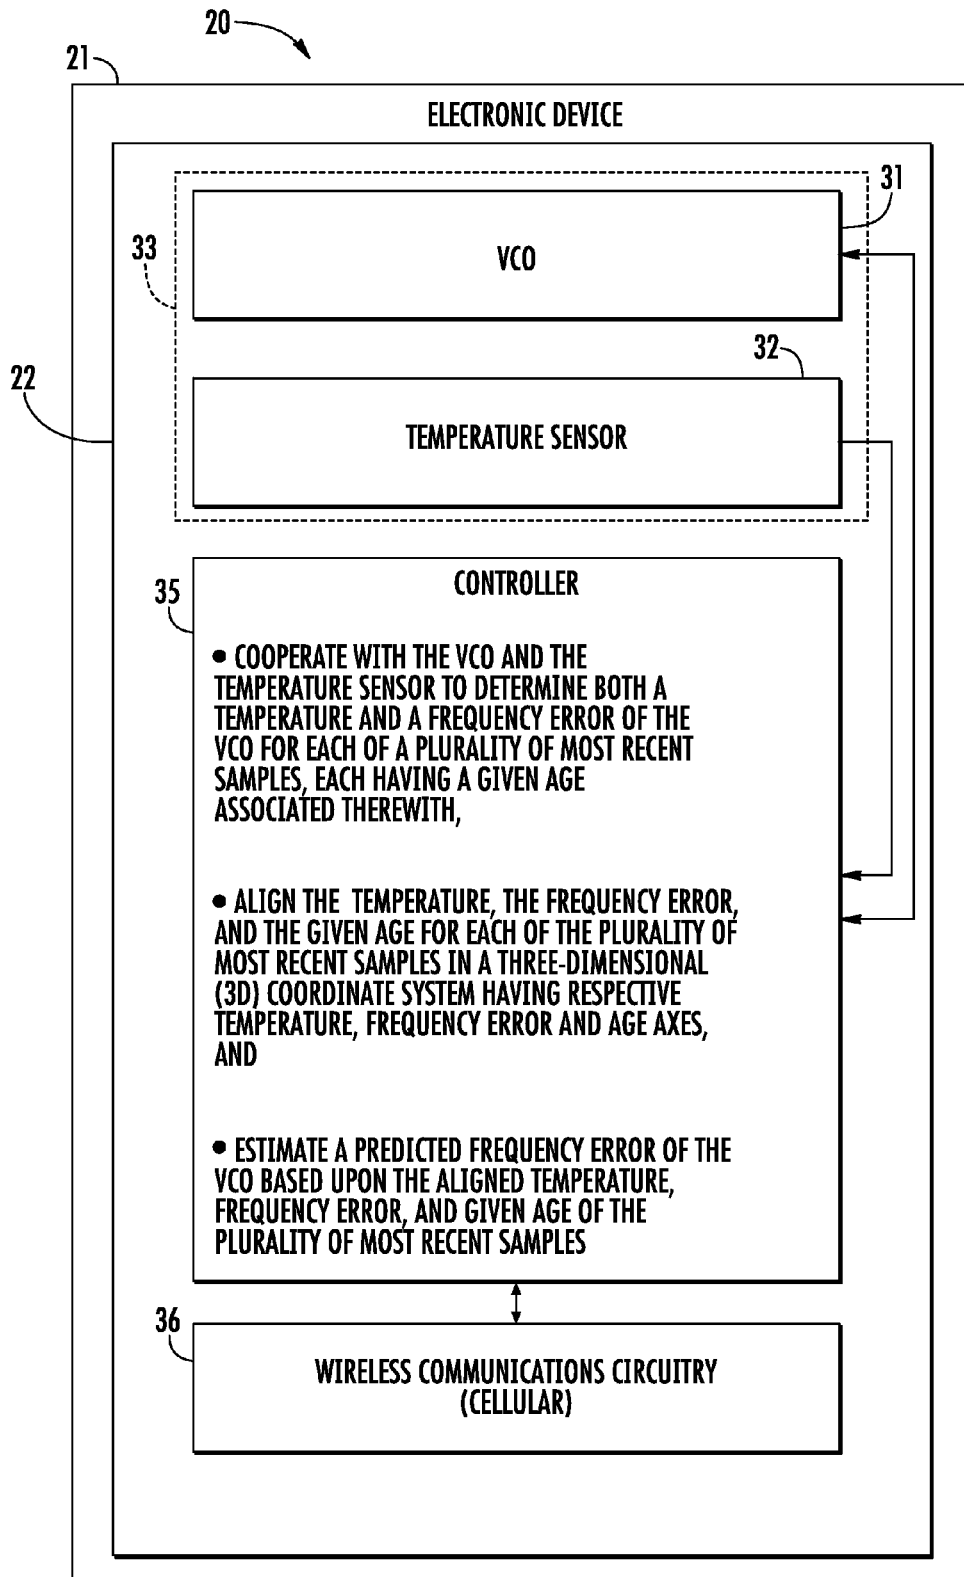 20
21
ELECTRONIC DEVICE
31
33
VCO
32
22
TEMPERATURE SENSOR
35
CONTROLLER
● COOPERATE WITH THE VCO AND THE
TEMPERATURE SENSOR TO DETERMINE BOTH A
TEMPERATURE AND A FREQUENCY ERROR OF THE
VCO FOR EACH OF A PLURALITY OF MOST RECENT
SAMPLES, EACH HAVING A GIVEN AGE
ASSOCIATED THEREWITH,
● ALIGN THE TEMPERATURE, THE FREQUENCY ERROR,
AND THE GIVEN AGE FOR EACH OF THE PLURALITY OF
MOST RECENT SAMPLES IN A THREE-DIMENSIONAL
(3D) COORDINATE SYSTEM HAVING RESPECTIVE
TEMPERATURE, FREQUENCY ERROR AND AGE AXES,
AND
● ESTIMATE A PREDICTED FREQUENCY ERROR OF THE
VCO BASED UPON THE ALIGNED TEMPERATURE,
FREQUENCY ERROR, AND GIVEN AGE OF THE
PLURALITY OF MOST RECENT SAMPLES
36
WIRELESS COMMUNICATIONS CIRCUITRY
(CELLULAR)